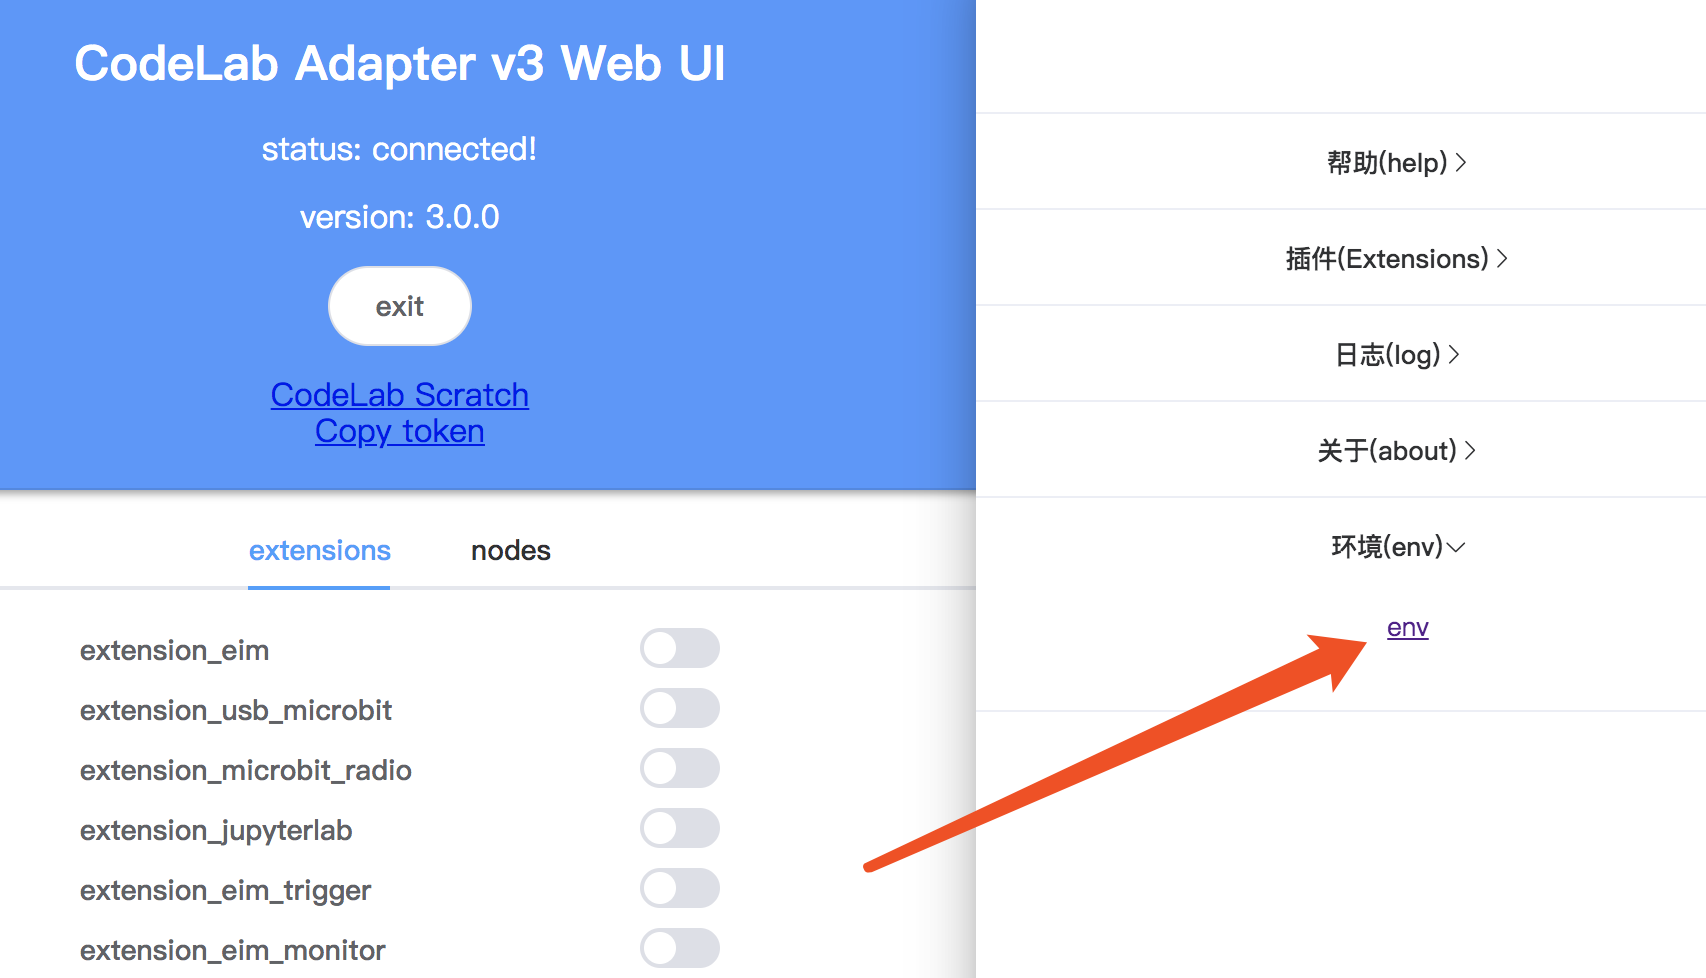 CodeLab Adapter v3 Web UI
status: connected!
version: 3.0.0
exit
CodeLab Scratch
Copy token
extensions
nodes
extension_eim
extension_usb_microbit
extension_microbit_radio
extension_jupyterlab
extension_eim_trigger
extension_eim_monitor
帮助(help)
插件(Extensions)
日志(log)
关于(about)
环境(env)
env